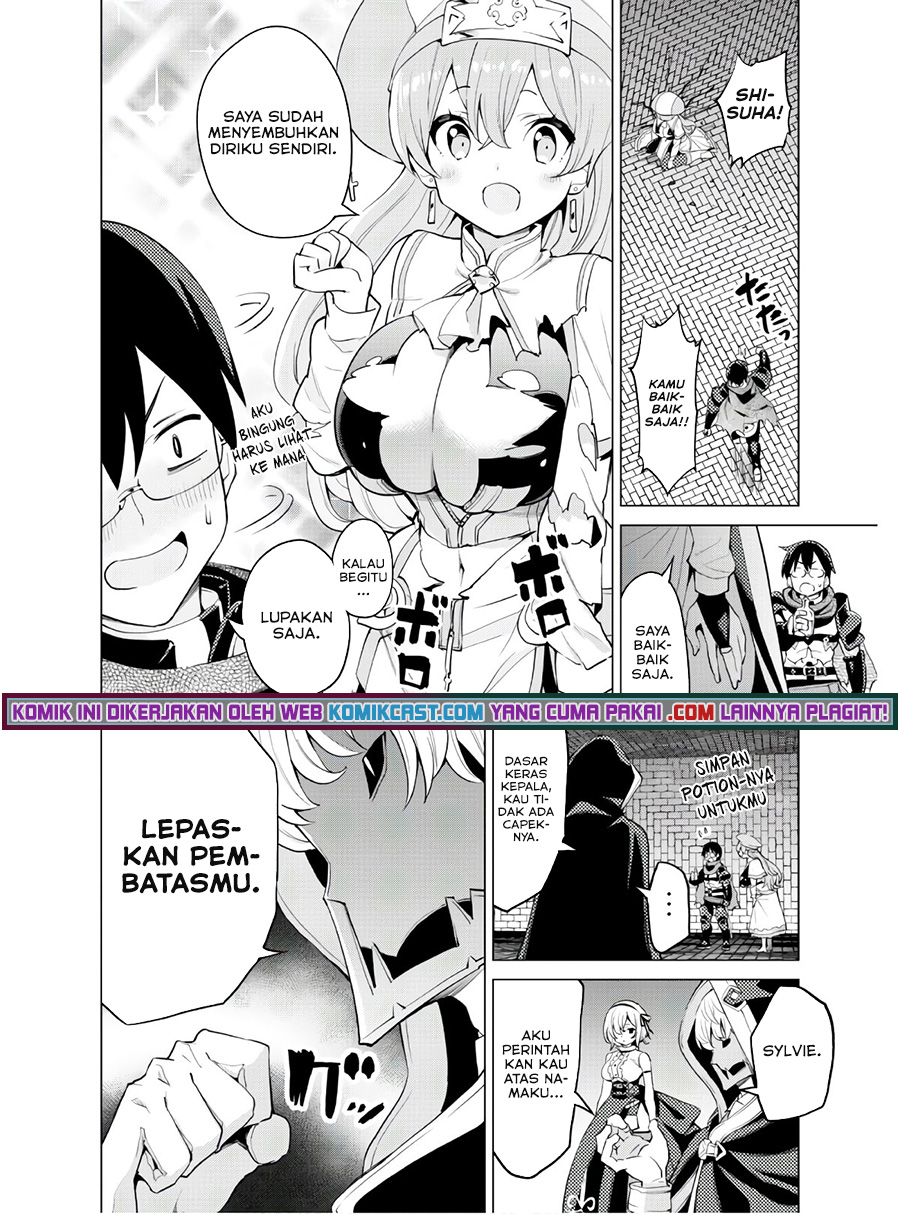 SHI-
SUHA!
たたっ
KAMU
BAIK-
BAIK
SAJA!!
SAYA
BAIK-
BAIK
SAJA.
SAYA SUDAH
MENYEMBUHKAN
DIRIKU SENDIRI.
AKU
BINGUNG
HARUS LIHAT
KE MANA
KALAU
BEGITU
...
LUPAKAN
SAJA.
ボロ
ボロ
KOMIK INI DIKERJAKAN OLEH WEB KOMIKCAST.COM YANG CUMA PAKAI .COM LAINNYA PLAGIAT!
SIMPAN
POTION-NYA
UNTUKMU
DASAR
KERAS
KEPALA,
KAU TI-
DAK ADA
CAPEK-
NYA.
...
SYLVIE.
AKU
PERINTAH
KAN KAU
ATAS NA-
MAKU...
LEPAS-
KAN PEM-
BATASMU.
グッ